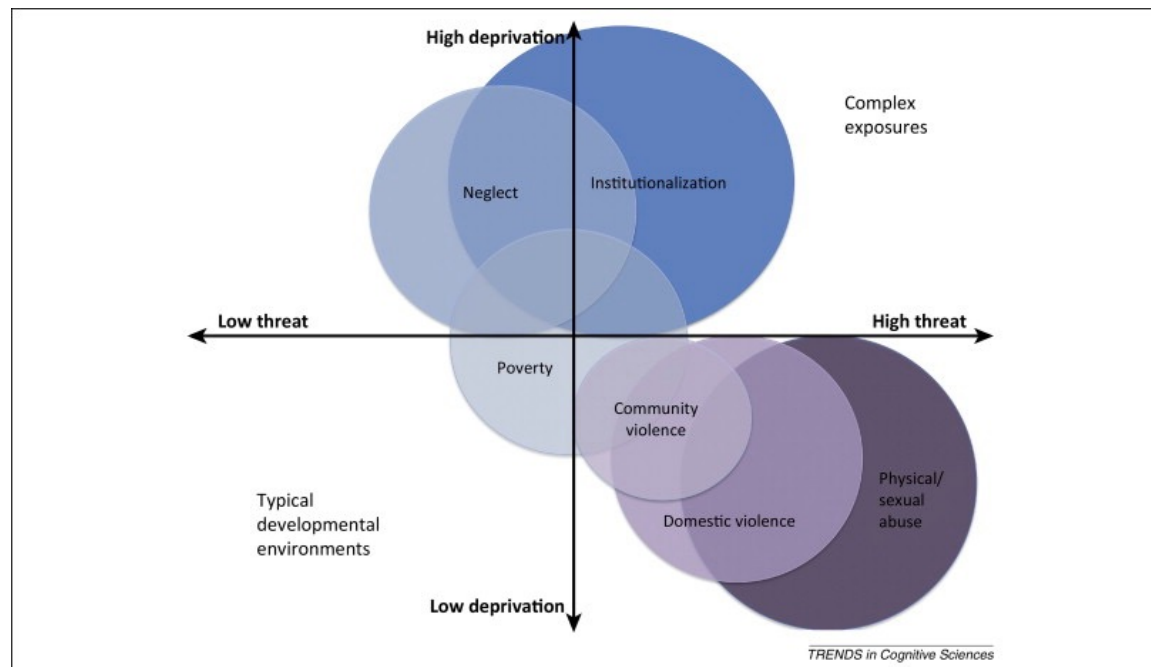 High deprivation
Complex
exposures
Neglect
Institutionalization
Low threat
High threat
Poverty
Community
violence
Physical/
sexual
abuse
Typical
developmental
environments
Domestic violence
Low deprivation
TRENDS in Cognitive Sciences